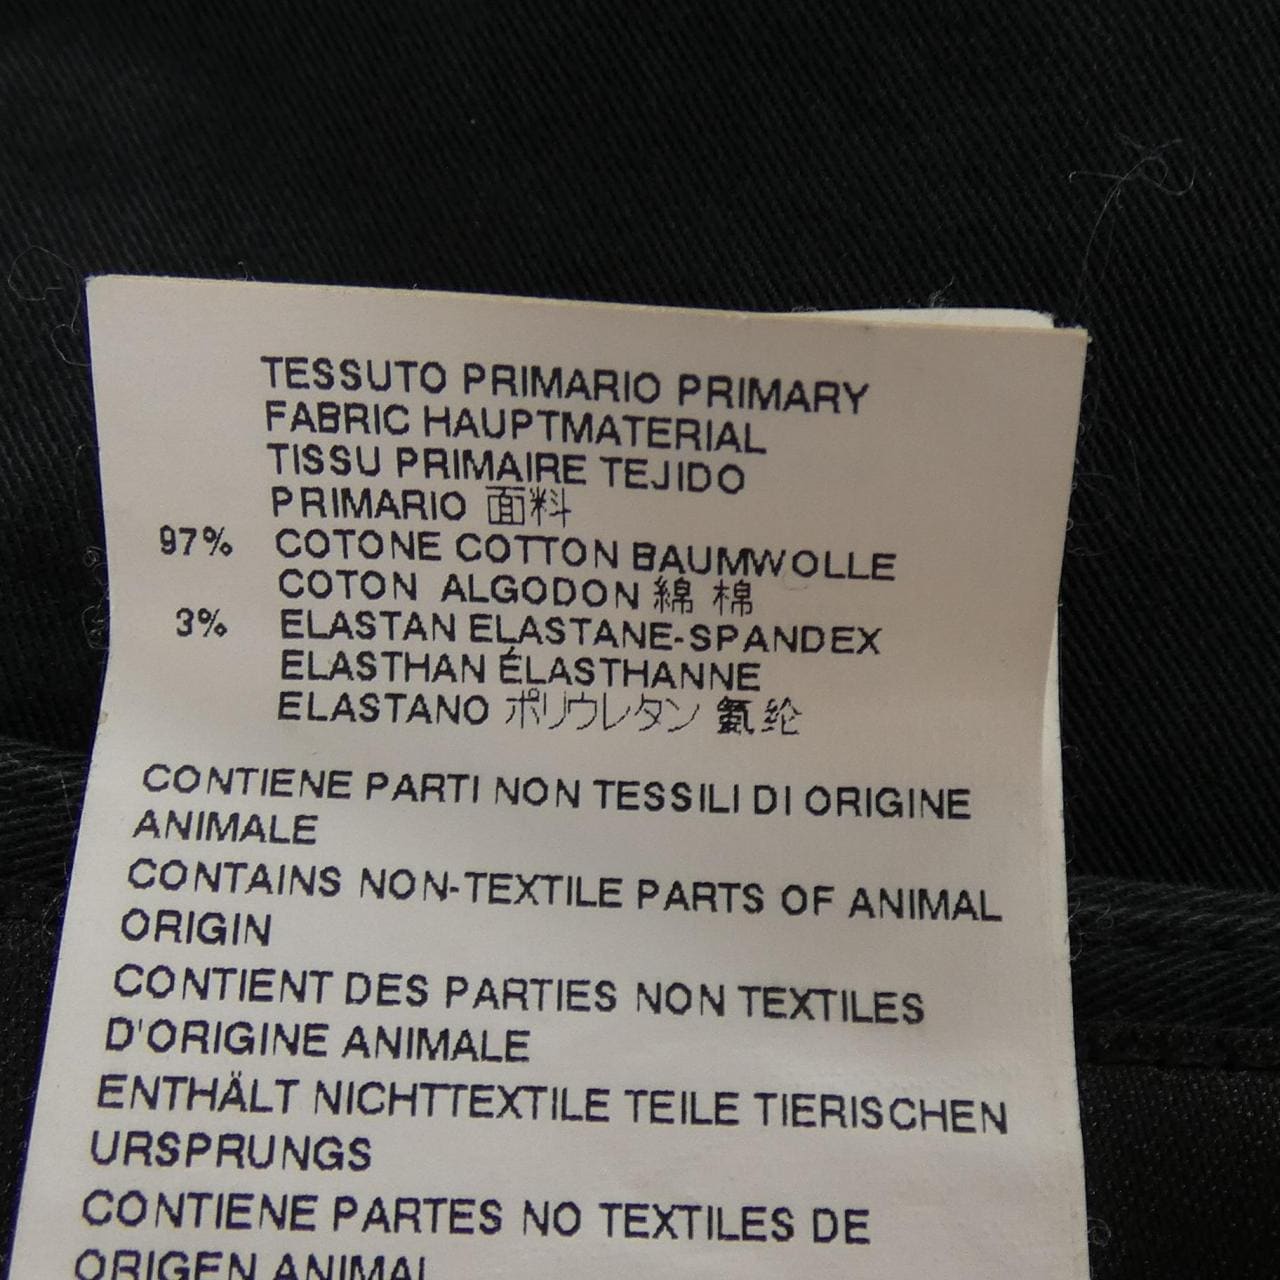 TESSUTO PRIMARIO PRIMARY
FABRIC HAUPTMATERIAL
TISSU PRIMAIRE TEJIDO
PRIMARIO 面料
97% COTONE COTTON BAUMWOLLE
COTON ALGODON 綿 棉
3% ELASTAN ELASTANE-SPANDEX
ELASTHAN ÉLASTHANNE
ELASTANO ポリウレタン 氨纶
CONTIENE PARTI NON TESSILI DI ORIGINE
ANIMALE
CONTAINS NON-TEXTILE PARTS OF ANIMAL
ORIGIN
CONTIENT DES PARTIES NON TEXTILES
D'ORIGINE ANIMALE
ENTHÄLT NICHTTEXTILE TEILE TIERISCHEN
URSPRUNGS
CONTIENE PARTES NO TEXTILES DE
ORIGEN ANIMAL